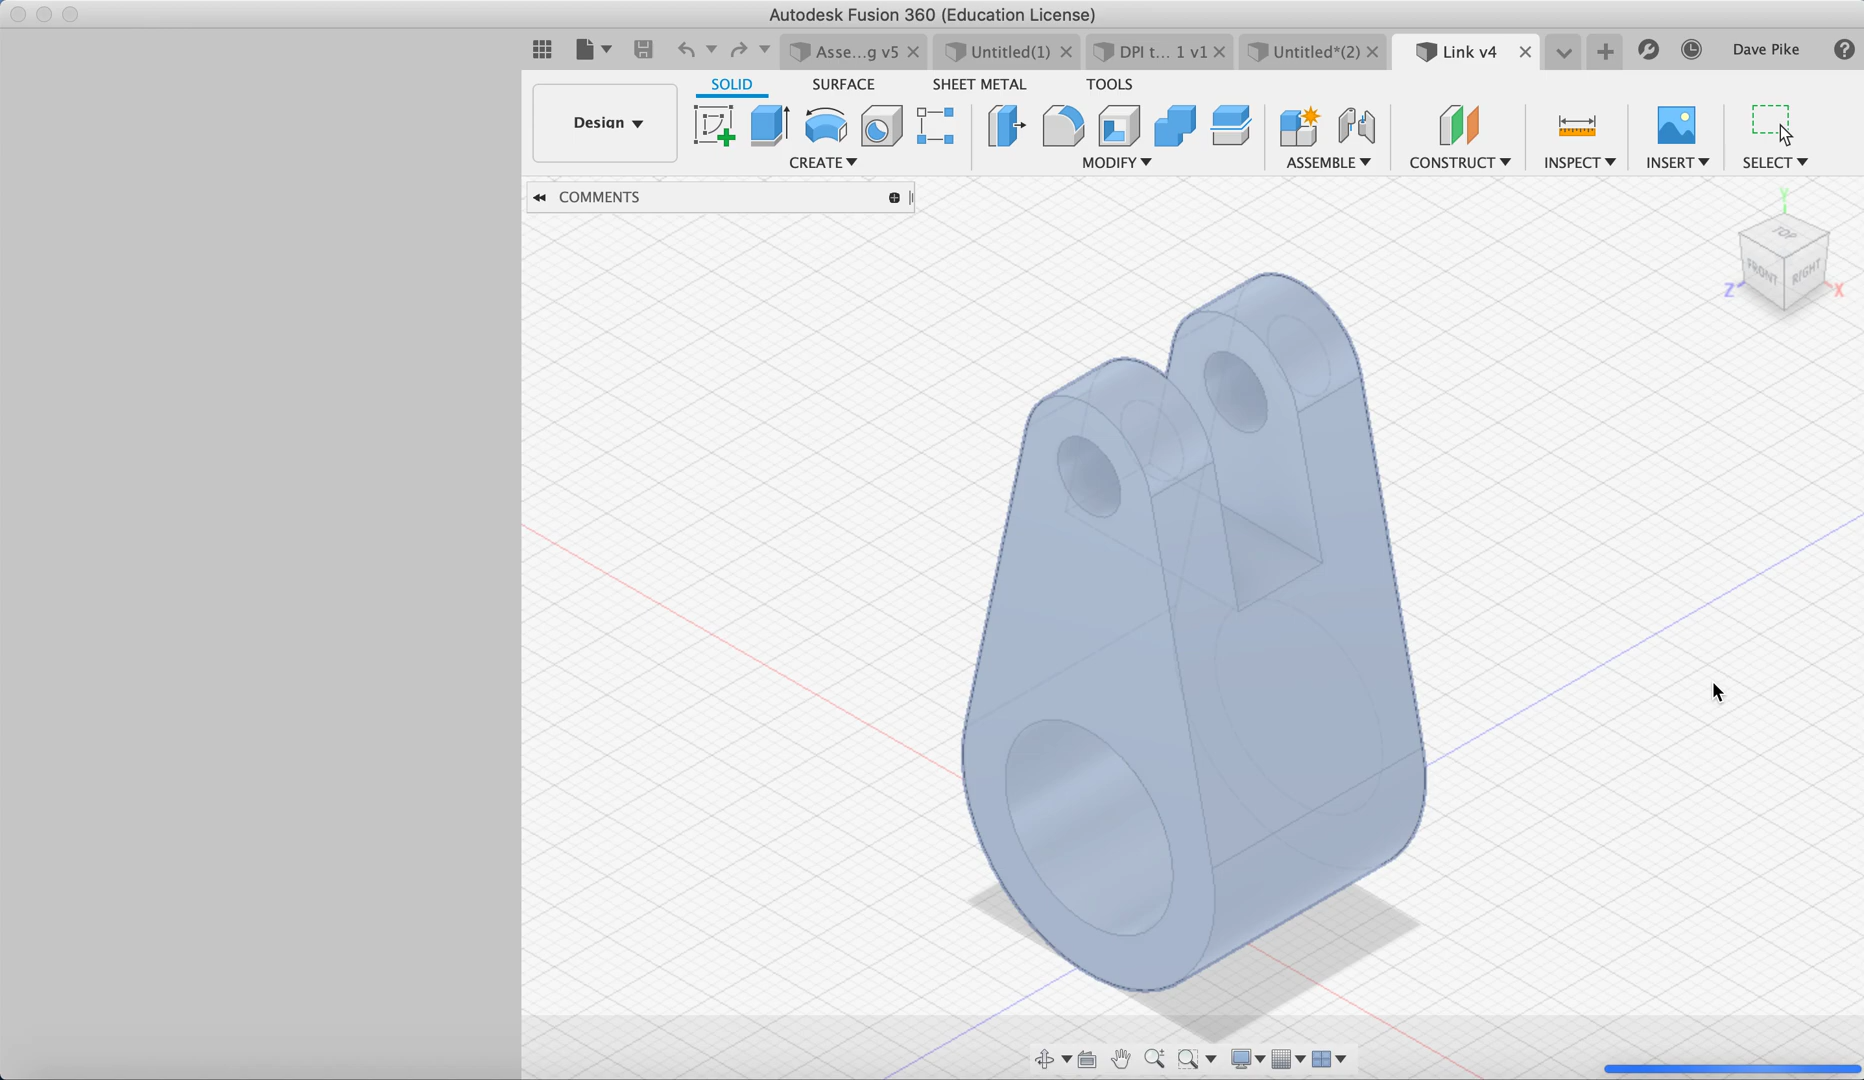 Autodesk Fusion 360 (Education License)
Asse...g v5
Untitled(1)
DPI t... 1 v1
Untitled*(2)
Link v4
Dave Pike
SOLID
SURFACE
SHEET METAL
TOOLS
Design
CREATE
MODIFY
ASSEMBLE
CONSTRUCT
INSPECT
INSERT
SELECT
COMMENTS
Y
TOP
FRONT
RIGHT
Z
X